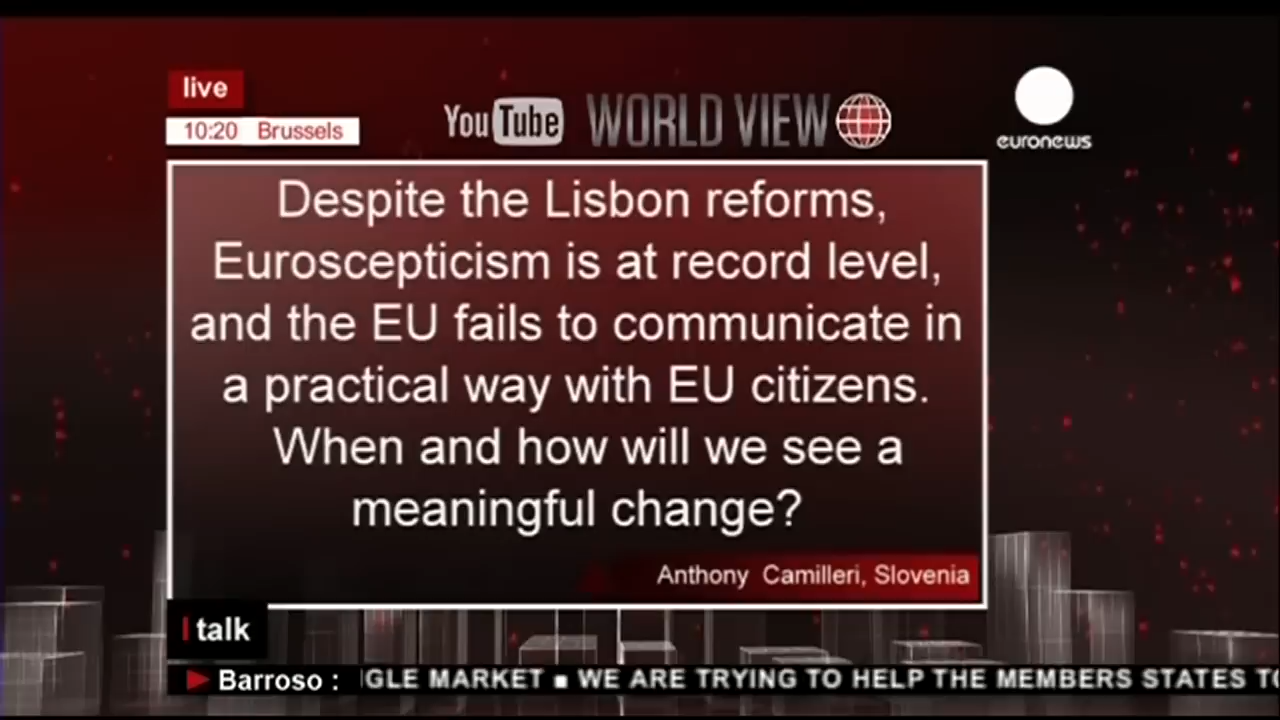 live
10:20 Brussels
YouTube WORLD VIEW
euronews
Despite the Lisbon reforms,
Euroscepticism is at record level,
and the EU fails to communicate in
a practical way with EU citizens.
When and how will we see a
meaningful change?
Anthony Camilleri, Slovenia
I talk
Barroso : GLE MARKET ■ WE ARE TRYING TO HELP THE MEMBERS STATES TO